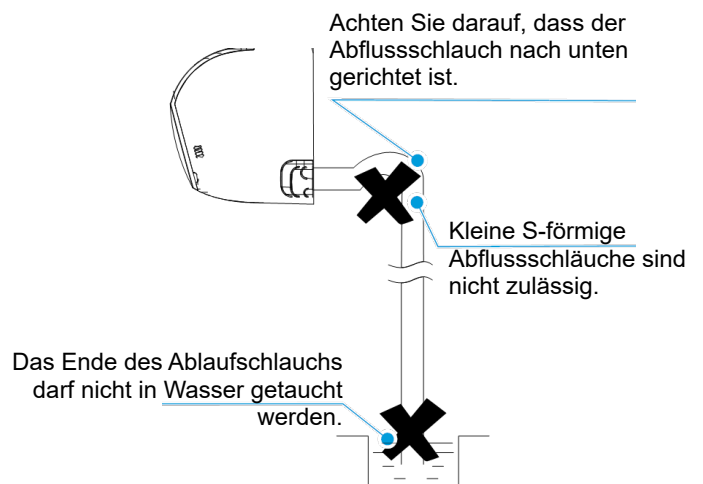 Achten Sie darauf, dass der
Abflussschlauch nach unten
gerichtet ist.
Kleine S-förmige
Abflussschläuche sind
nicht zulässig.
Das Ende des Ablaufschlauchs
darf nicht in Wasser getaucht
werden.